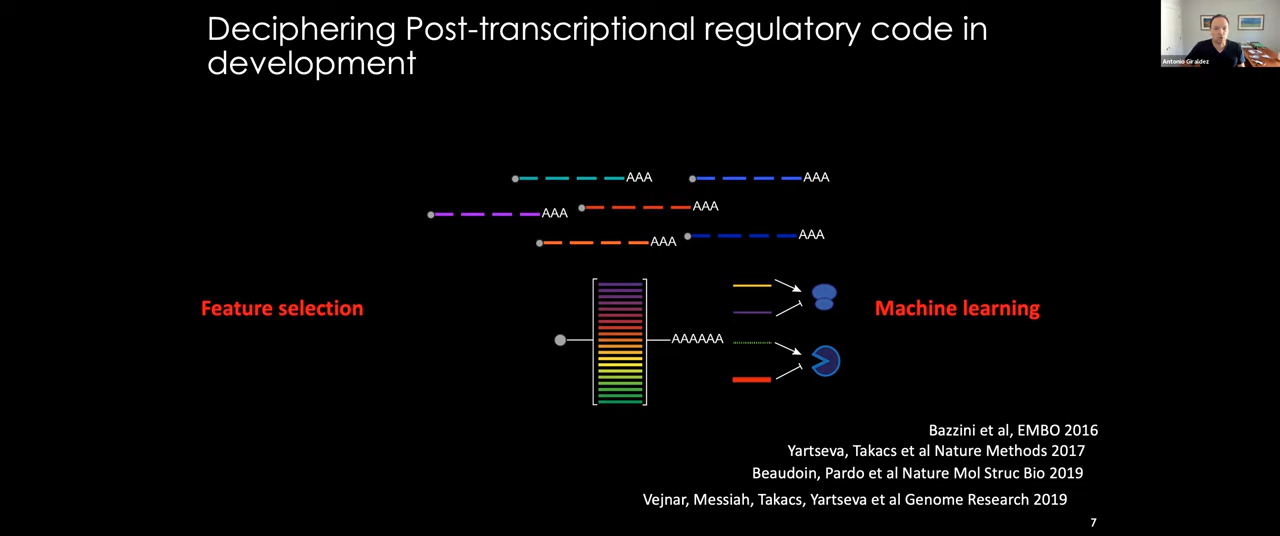 Deciphering Post-transcriptional regulatory code in
development
Antonio Giraldez
AAA
AAA
AAA
AAA
AAA
AAA
Feature selection
Machine learning
AAAAAA
Bazzini et al, EMBO 2016
Yartseva, Takacs et al Nature Methods 2017
Beaudoin, Pardo et al Nature Mol Struc Bio 2019
Vejnar, Messiah, Takacs, Yartseva et al Genome Research 2019
7